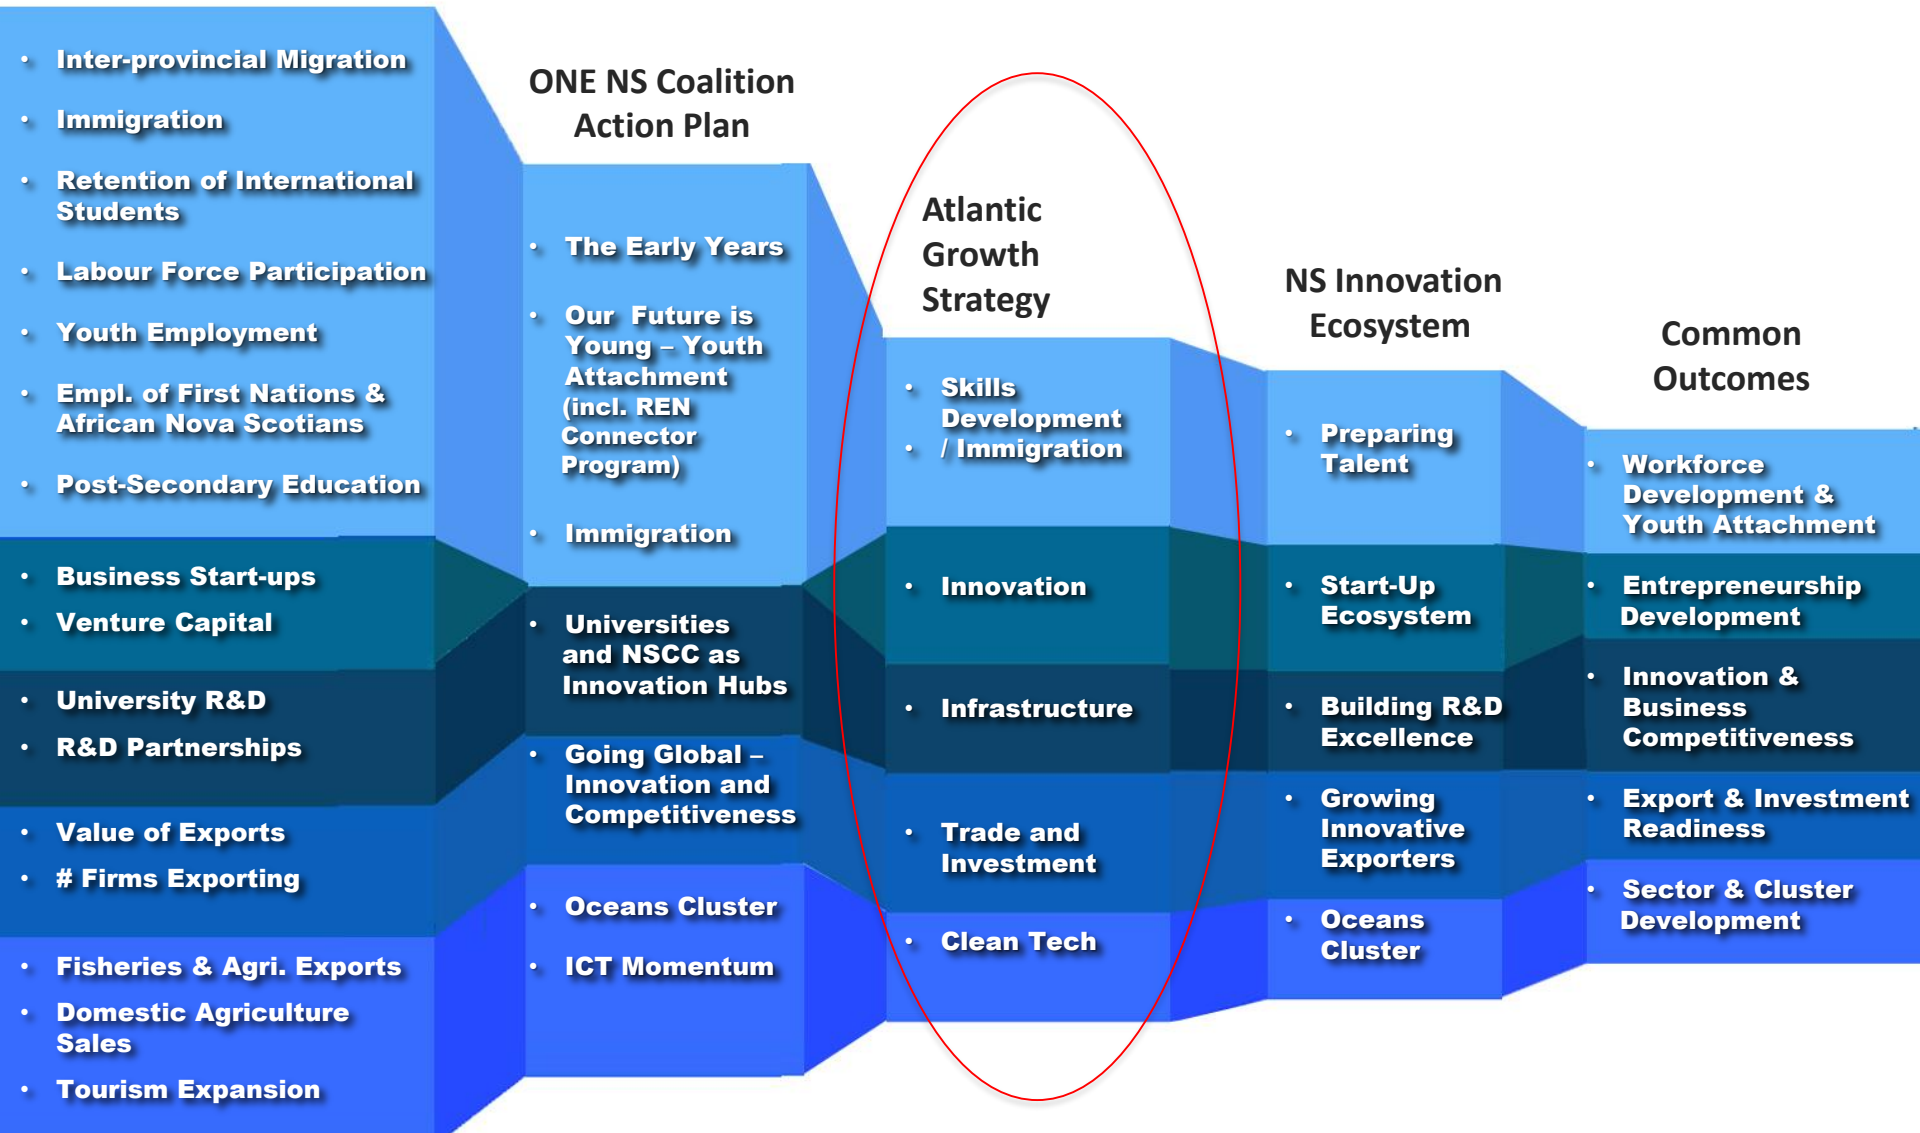 • Inter-provincial Migration
• Immigration
• Retention of International
Students
• Labour Force Participation
• Youth Employment
• Empl. of First Nations &
African Nova Scotians
• Post-Secondary Education
• Business Start-ups
• Venture Capital
• University R&D
• R&D Partnerships
• Value of Exports
• # Firms Exporting
• Fisheries & Agri. Exports
• Domestic Agriculture
Sales
• Tourism Expansion
ONE NS Coalition
Action Plan
• The Early Years
• Our Future is
Young – Youth
Attachment
(incl. REN
Connector
Program)
• Immigration
• Universities
and NSCC as
Innovation Hubs
• Going Global –
Innovation and
Competitiveness
• Oceans Cluster
• ICT Momentum
Atlantic
Growth
Strategy
• Skills
Development
• / Immigration
• Innovation
• Infrastructure
• Trade and
Investment
• Clean Tech
NS Innovation
Ecosystem
• Preparing
Talent
• Start-Up
Ecosystem
• Building R&D
Excellence
• Growing
Innovative
Exporters
• Oceans
Cluster
Common
Outcomes
• Workforce
Development &
Youth Attachment
• Entrepreneurship
Development
• Innovation &
Business
Competitiveness
• Export & Investment
Readiness
• Sector & Cluster
Development